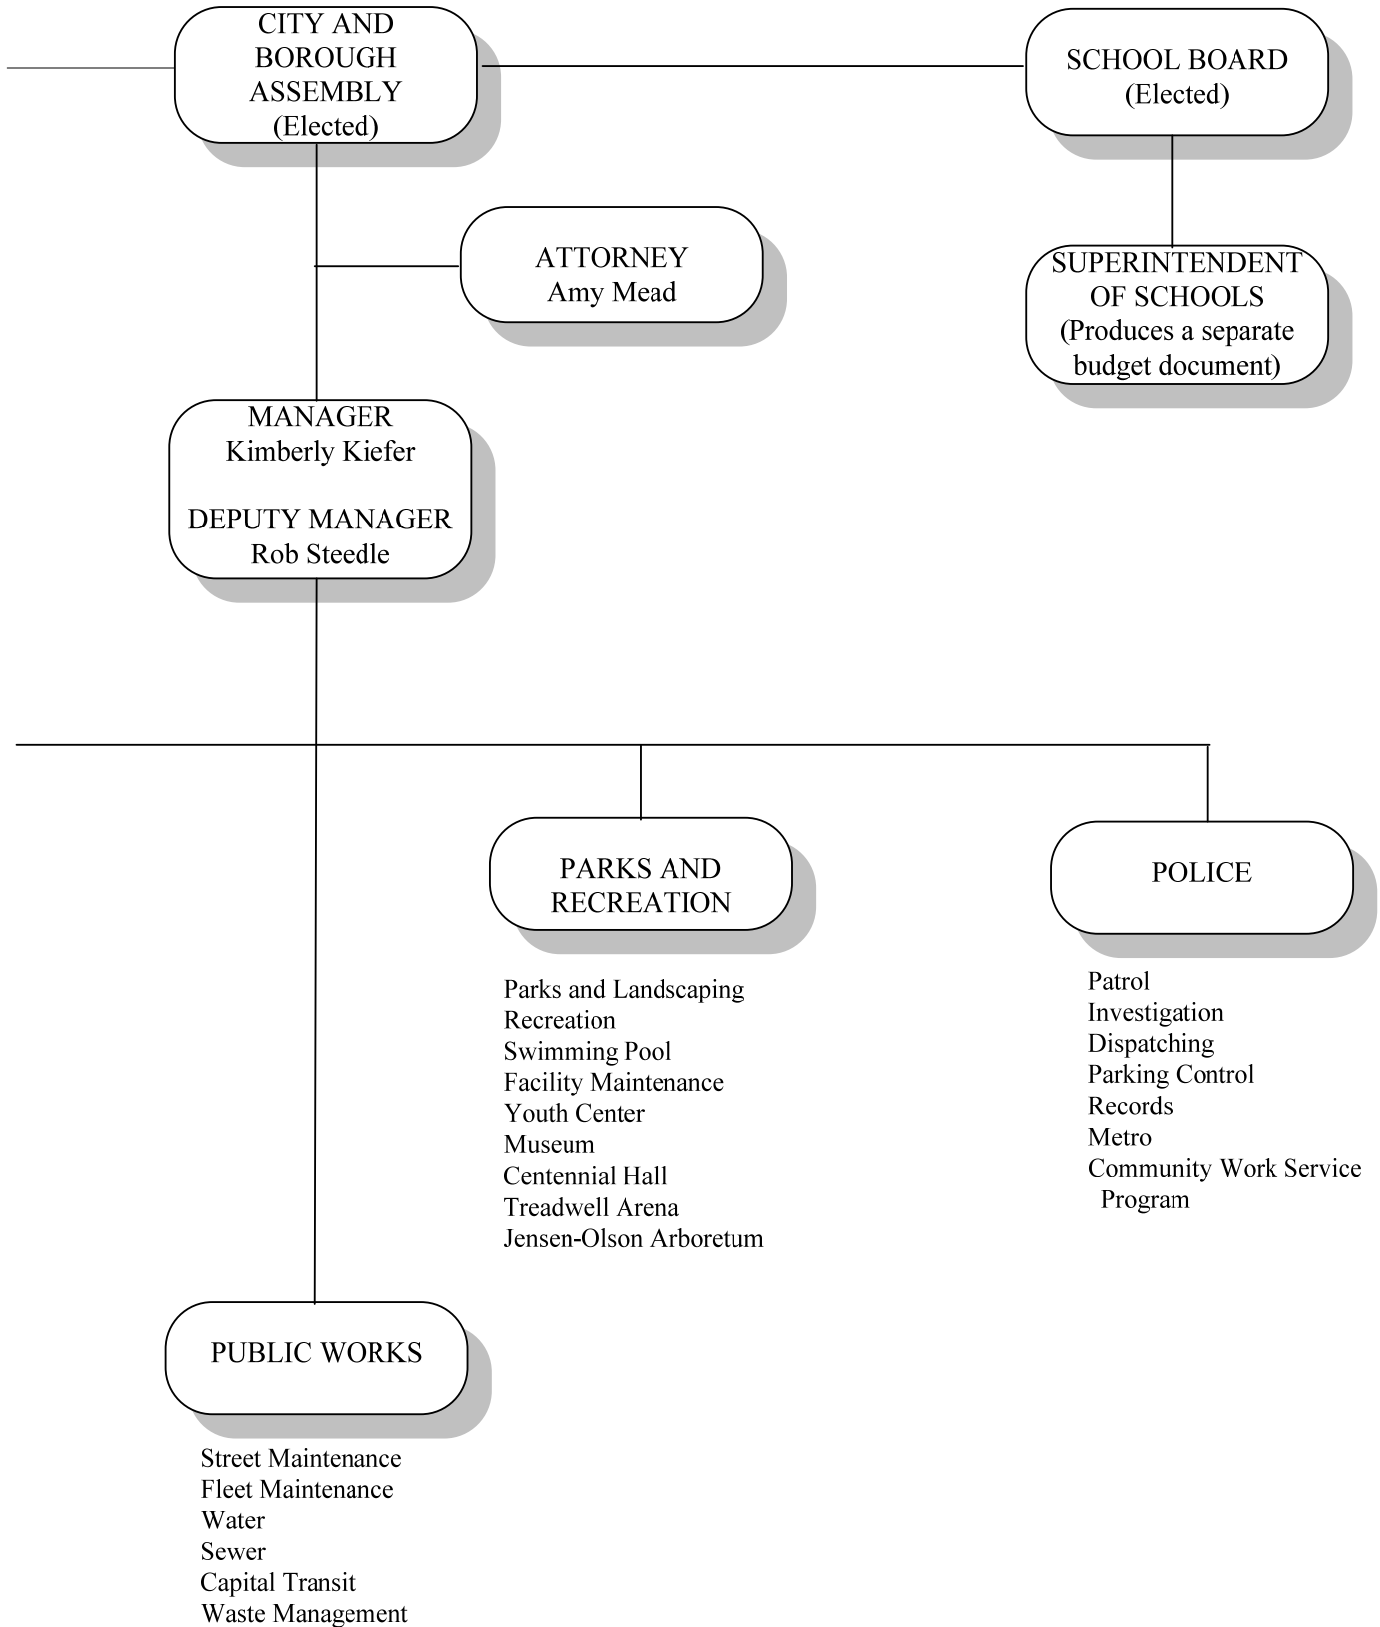 CITY AND
BOROUGH
ASSEMBLY
(Elected)
SCHOOL BOARD
(Elected)
ATTORNEY
Amy Mead
SUPERINTENDENT
OF SCHOOLS
(Produces a separate
budget document)
MANAGER
Kimberly Kiefer
DEPUTY MANAGER
Rob Steedle
PARKS AND
RECREATION
Parks and Landscaping
Recreation
Swimming Pool
Facility Maintenance
Youth Center
Museum
Centennial Hall
Treadwell Arena
Jensen-Olson Arboretum
POLICE
Patrol
Investigation
Dispatching
Parking Control
Records
Metro
Community Work Service
Program
PUBLIC WORKS
Street Maintenance
Fleet Maintenance
Water
Sewer
Capital Transit
Waste Management